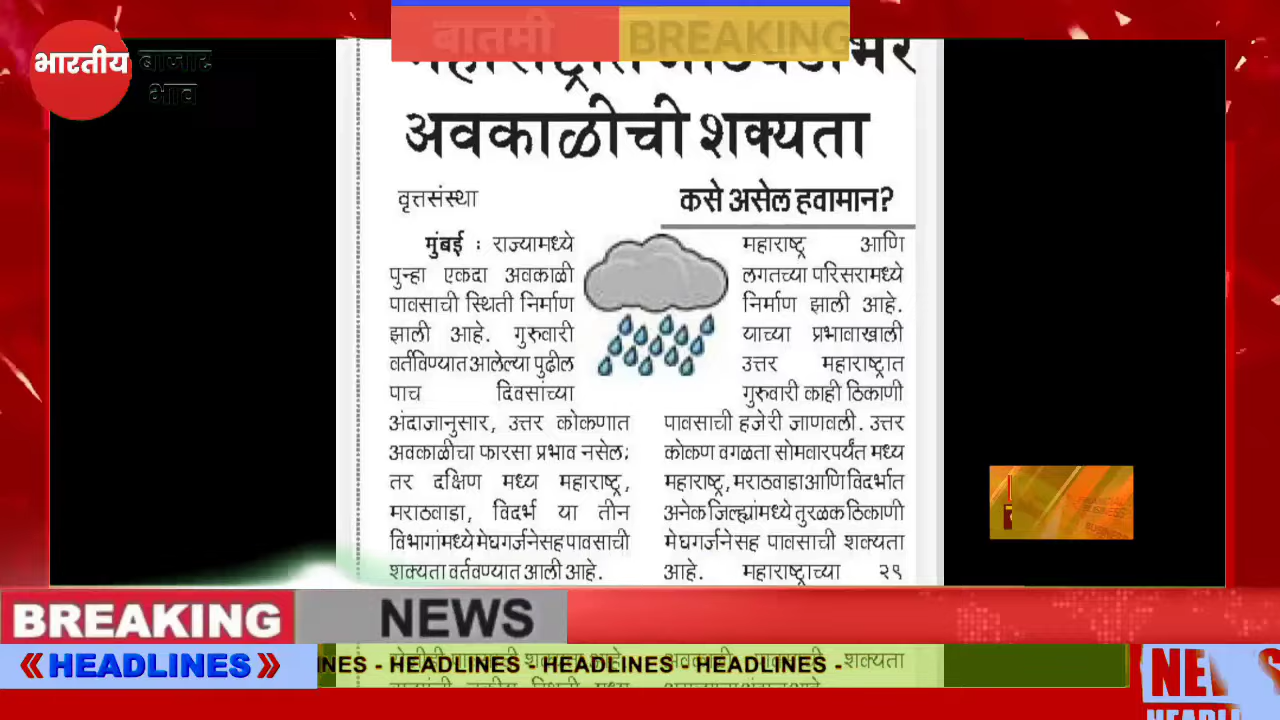 बातमी BREAKING
भारतीय बाजार
भाव
अवकाळीची शक्यता
वृत्तसंस्था
कसे असेल हवामान?
मुंबई : राज्यामध्ये
पुन्हा एकदा अवकाळी
पावसाची स्थिती निर्माण
झाली आहे. गुरुवारी
वर्तविण्यात आलेल्या पुढील
पाच दिवसांच्या
अंदाजानुसार, उत्तर कोकणात
अवकाळीचा फारसा प्रभाव नसेल;
तर दक्षिण मध्य महाराष्ट्र,
मराठवाडा, विदर्भ या तीन
विभागांमध्ये मेघगर्जनेसह पावसाची
शक्यता वर्तवण्यात आली आहे.
महाराष्ट्र आणि
लगतच्या परिसरामध्ये
निर्माण झाली आहे.
याच्या प्रभावाखाली
उत्तर महाराष्ट्रात
गुरुवारी काही ठिकाणी
पावसाची हजेरी जाणवली. उत्तर
कोकण वगळता सोमवारपर्यंत मध्य
महाराष्ट्र, मराठवाडा आणि विदर्भात
अनेक जिल्ह्यांमध्ये तुरळक ठिकाणी
मेघगर्जनेसह पावसाची शक्यता
आहे. महाराष्ट्राच्या २९
शक्यता
BREAKING NEWS
《HEADLINES》
INES - HEADLINES - HEADLINES - HEADLINES -
NEWS